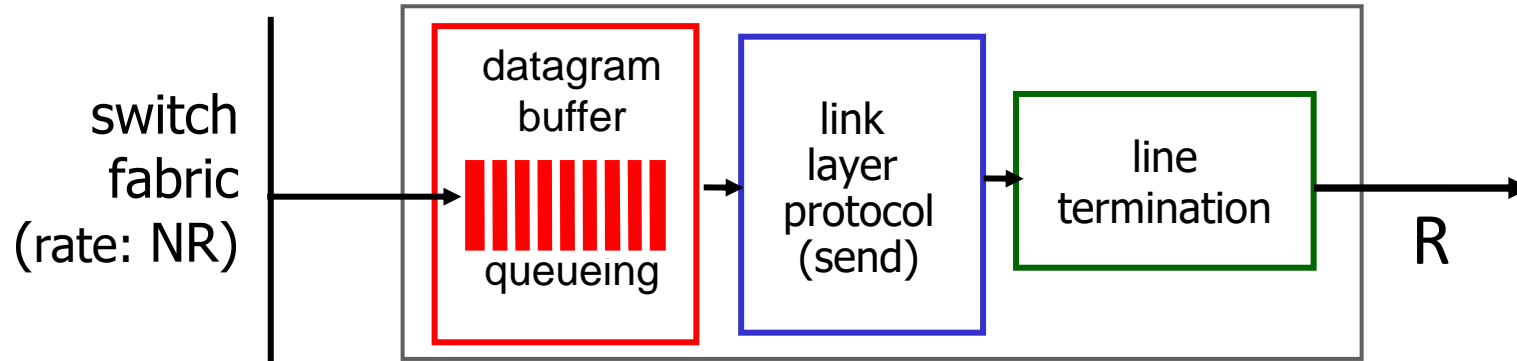 switch
fabric
(rate: NR)
datagram
buffer
queueing
link
layer
protocol
(send)
line
termination
R